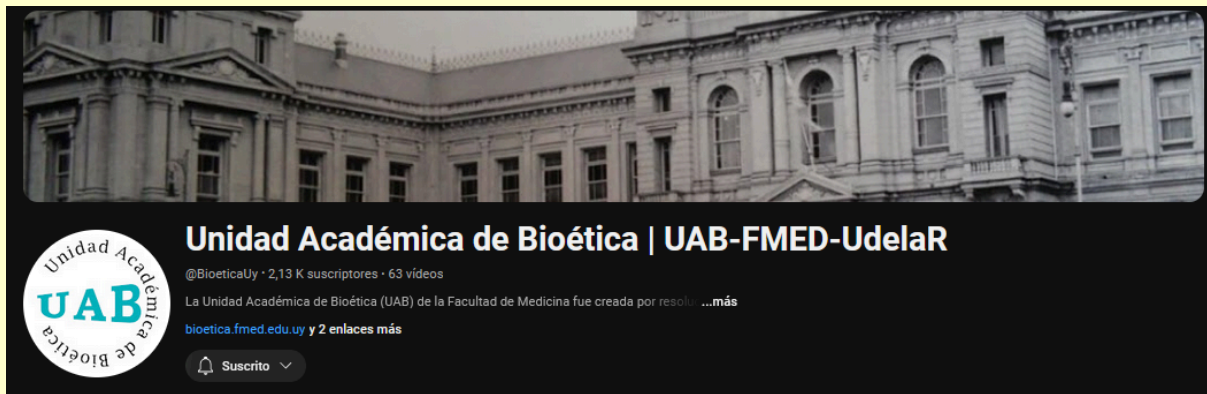 Unidad Académica de Bioética
UAB
Unidad Académica de Bioética | UAB-FMED-UdelaR
@BioeticaUy · 2,13 K suscriptores · 63 vídeos
La Unidad Académica de Bioética (UAB) de la Facultad de Medicina fue creada por resolu ...más
bioetica.fmed.edu.uy y 2 enlaces más
Suscrito